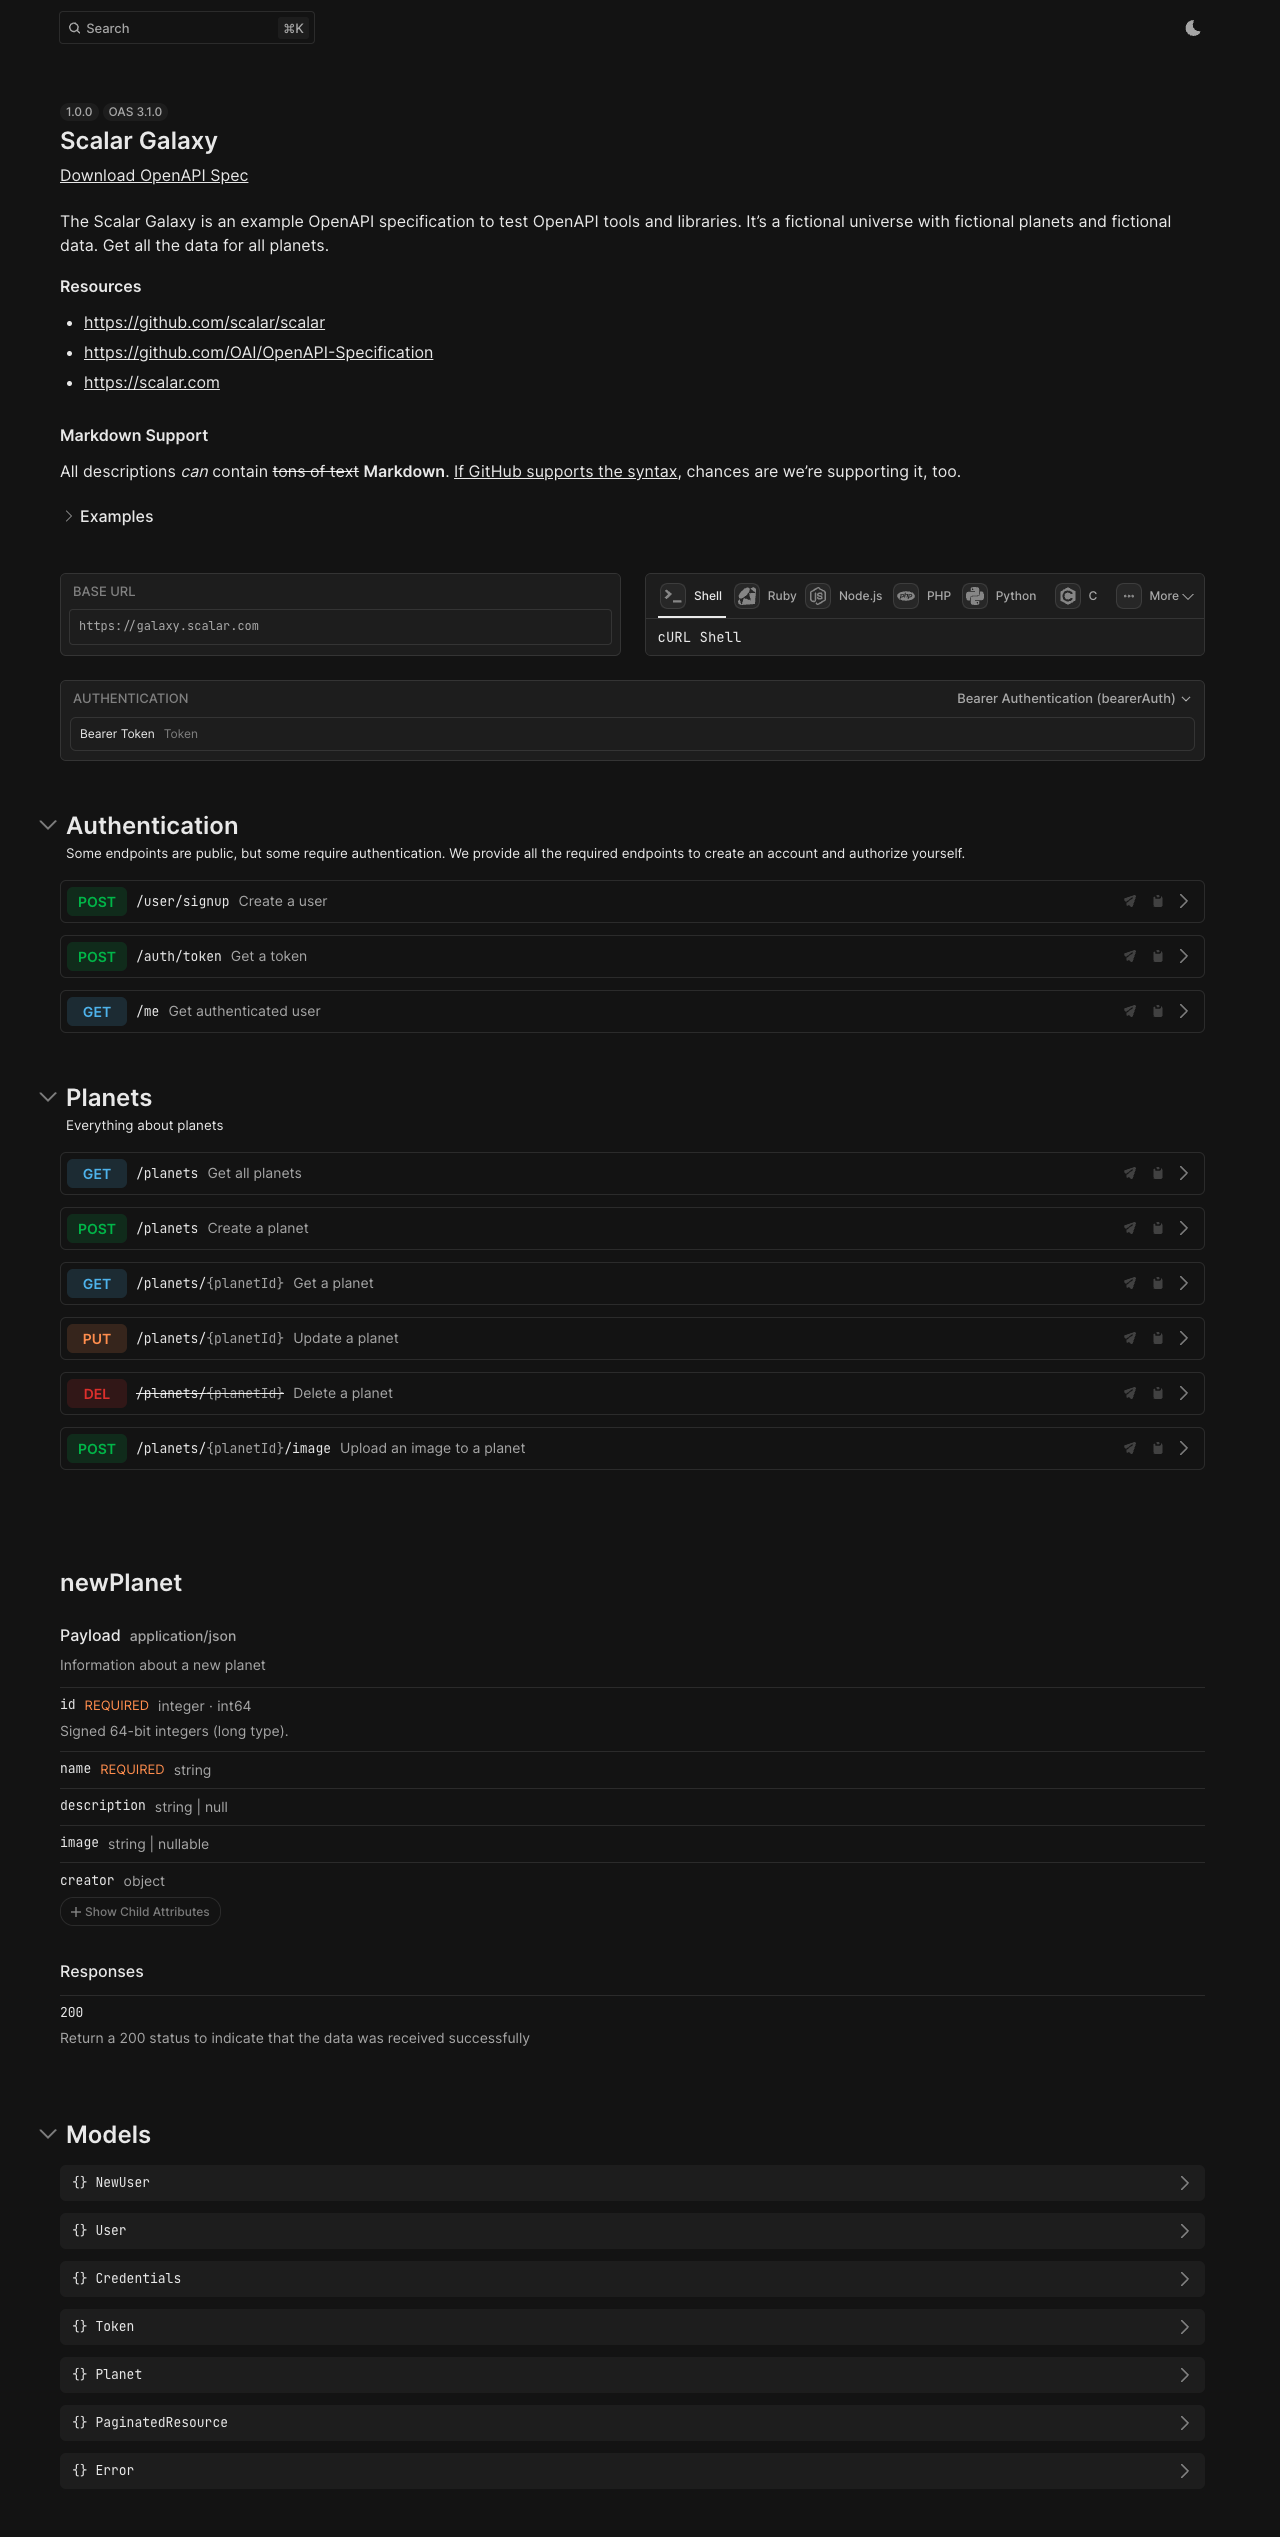 Search ⌘K
1.0.0 OAS 3.1.0
Scalar Galaxy
Download OpenAPI Spec
The Scalar Galaxy is an example OpenAPI specification to test OpenAPI tools and libraries. It’s a fictional universe with fictional planets and fictional
data. Get all the data for all planets.
Resources
https://github.com/scalar/scalar
https://github.com/OAI/OpenAPI-Specification
https://scalar.com
Markdown Support
All descriptions can contain tons of text Markdown. If GitHub supports the syntax, chances are we’re supporting it, too.
Examples
BASE URL
https://galaxy.scalar.com
Shell Ruby Node.js PHP Python C More
cURL Shell
AUTHENTICATION Bearer Authentication (bearerAuth)
Bearer Token Token
Authentication
Some endpoints are public, but some require authentication. We provide all the required endpoints to create an account and authorize yourself.
POST /user/signup Create a user
POST /auth/token Get a token
GET /me Get authenticated user
Planets
Everything about planets
GET /planets Get all planets
POST /planets Create a planet
GET /planets/{planetId} Get a planet
PUT /planets/{planetId} Update a planet
DEL /planets/{planetId} Delete a planet
POST /planets/{planetId}/image Upload an image to a planet
newPlanet
Payload application/json
Information about a new planet
id REQUIRED integer · int64
Signed 64-bit integers (long type).
name REQUIRED string
description string | null
image string | nullable
creator object
Show Child Attributes
Responses
200
Return a 200 status to indicate that the data was received successfully
Models
{} NewUser
{} User
{} Credentials
{} Token
{} Planet
{} PaginatedResource
{} Error